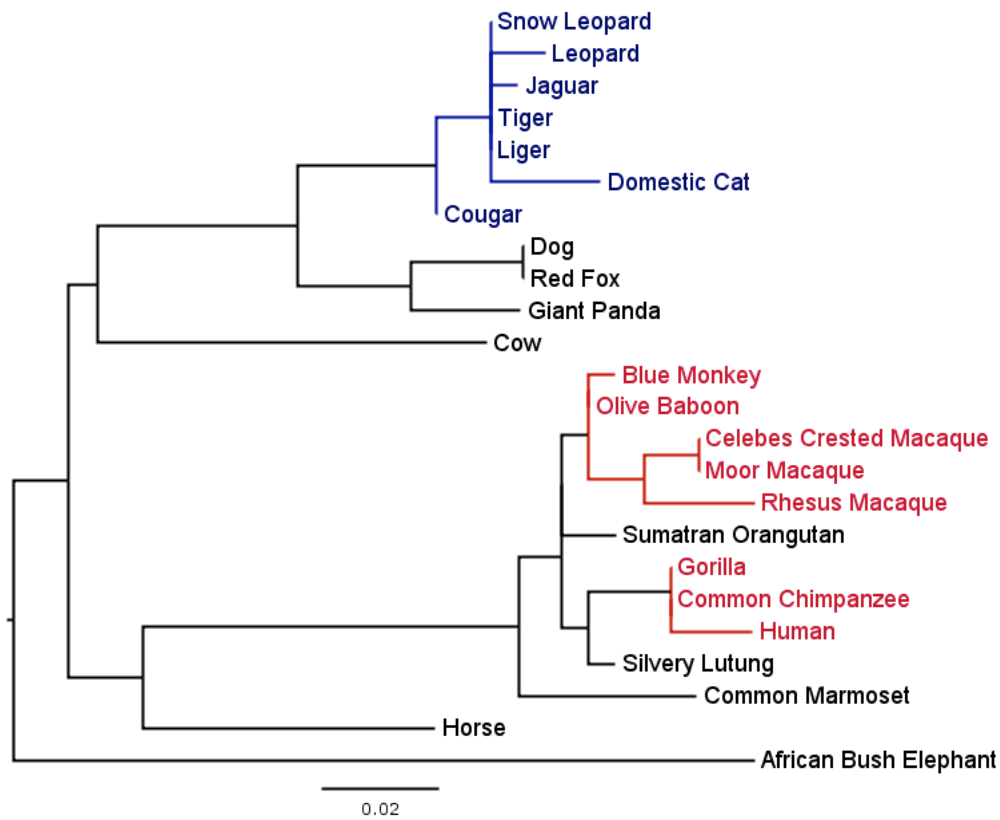 Snow Leopard
Leopard
Jaguar
Tiger
Liger
Domestic Cat
Cougar
Dog
Red Fox
Giant Panda
Cow
Blue Monkey
Olive Baboon
Celebes Crested Macaque
Moor Macaque
Rhesus Macaque
Sumatran Orangutan
Gorilla
Common Chimpanzee
Human
Silvery Lutung
Common Marmoset
Horse
African Bush Elephant
0.02